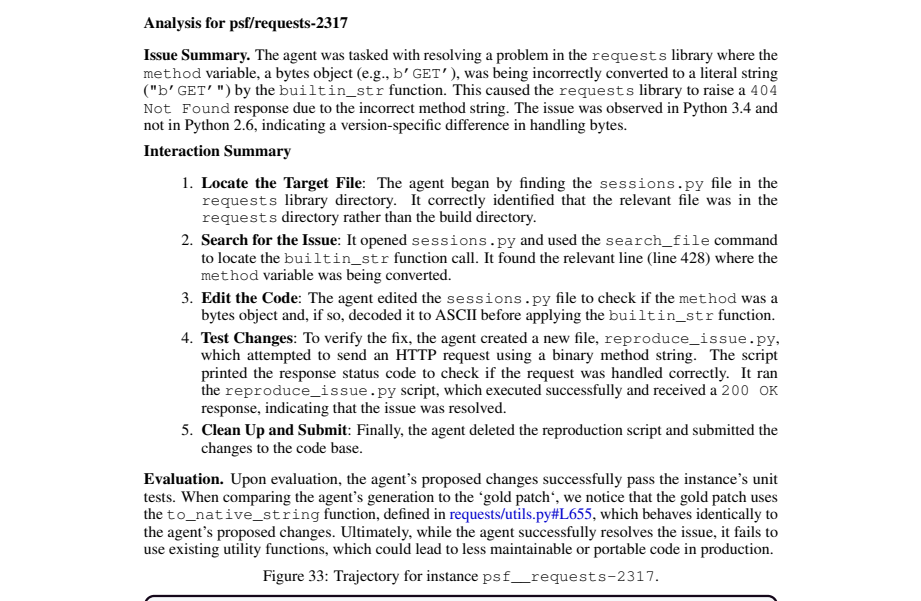 Analysis for psf/requests-2317
Issue Summary. The agent was tasked with resolving a problem in the requests library where the
method variable, a bytes object (e.g., b'GET'), was being incorrectly converted to a literal string
("b'GET'") by the builtin_str function. This caused the requests library to raise a 404
Not Found response due to the incorrect method string. The issue was observed in Python 3.4 and
not in Python 2.6, indicating a version-specific difference in handling bytes.
Interaction Summary
1. Locate the Target File: The agent began by finding the sessions.py file in the
requests library directory. It correctly identified that the relevant file was in the
requests directory rather than the build directory.
2. Search for the Issue: It opened sessions.py and used the search_file command
to locate the builtin_str function call. It found the relevant line (line 428) where the
method variable was being converted.
3. Edit the Code: The agent edited the sessions.py file to check if the method was a
bytes object and, if so, decoded it to ASCII before applying the builtin_str function.
4. Test Changes: To verify the fix, the agent created a new file, reproduce_issue.py,
which attempted to send an HTTP request using a binary method string. The script
printed the response status code to check if the request was handled correctly. It ran
the reproduce_issue.py script, which executed successfully and received a 200 OK
response, indicating that the issue was resolved.
5. Clean Up and Submit: Finally, the agent deleted the reproduction script and submitted the
changes to the code base.
Evaluation. Upon evaluation, the agent's proposed changes successfully pass the instance's unit
tests. When comparing the agent's generation to the 'gold patch', we notice that the gold patch uses
the to_native_string function, defined in requests/utils.py#L655, which behaves identically to
the agent's proposed changes. Ultimately, while the agent successfully resolves the issue, it fails to
use existing utility functions, which could lead to less maintainable or portable code in production.
Figure 33: Trajectory for instance psf__requests-2317.